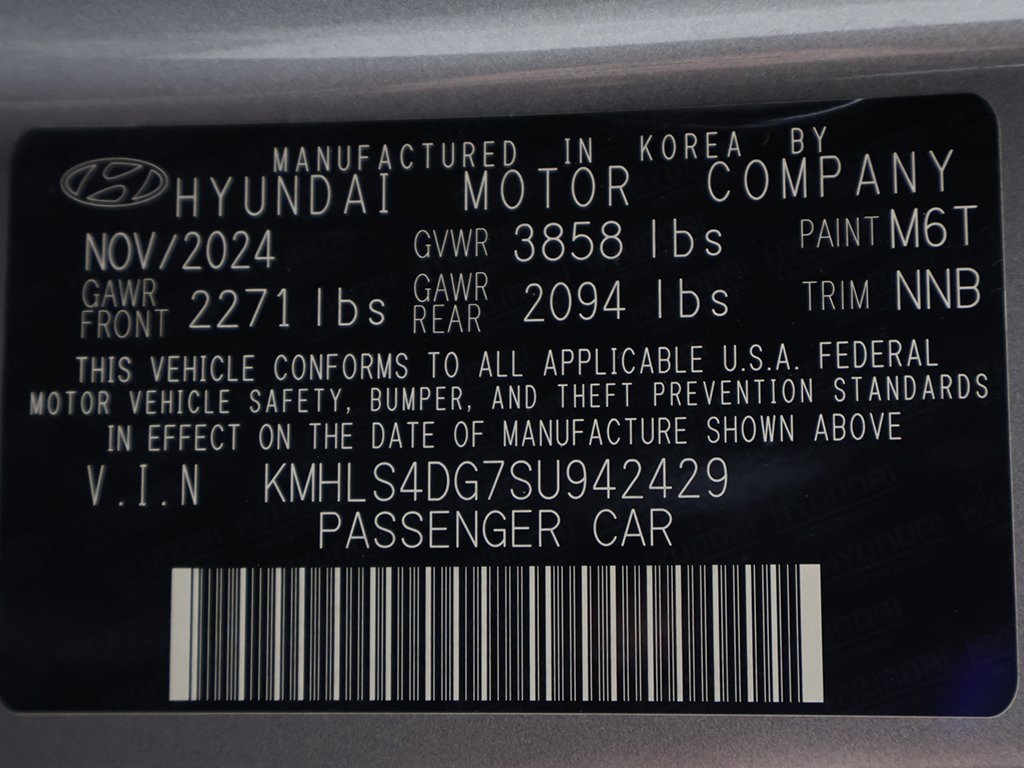 MANUFACTURED IN KOREA BY
HYUNDAI MOTOR COMPANY
NOV/2024 GVWR 3858 lbs PAINT M6T
GAWR FRONT 2271 lbs GAWR REAR 2094 lbs TRIM NNB
THIS VEHICLE CONFORMS TO ALL APPLICABLE U.S.A. FEDERAL
MOTOR VEHICLE SAFETY, BUMPER, AND THEFT PREVENTION STANDARDS
IN EFFECT ON THE DATE OF MANUFACTURE SHOWN ABOVE
V.I.N KMHLS4DG7SU942429
PASSENGER CAR